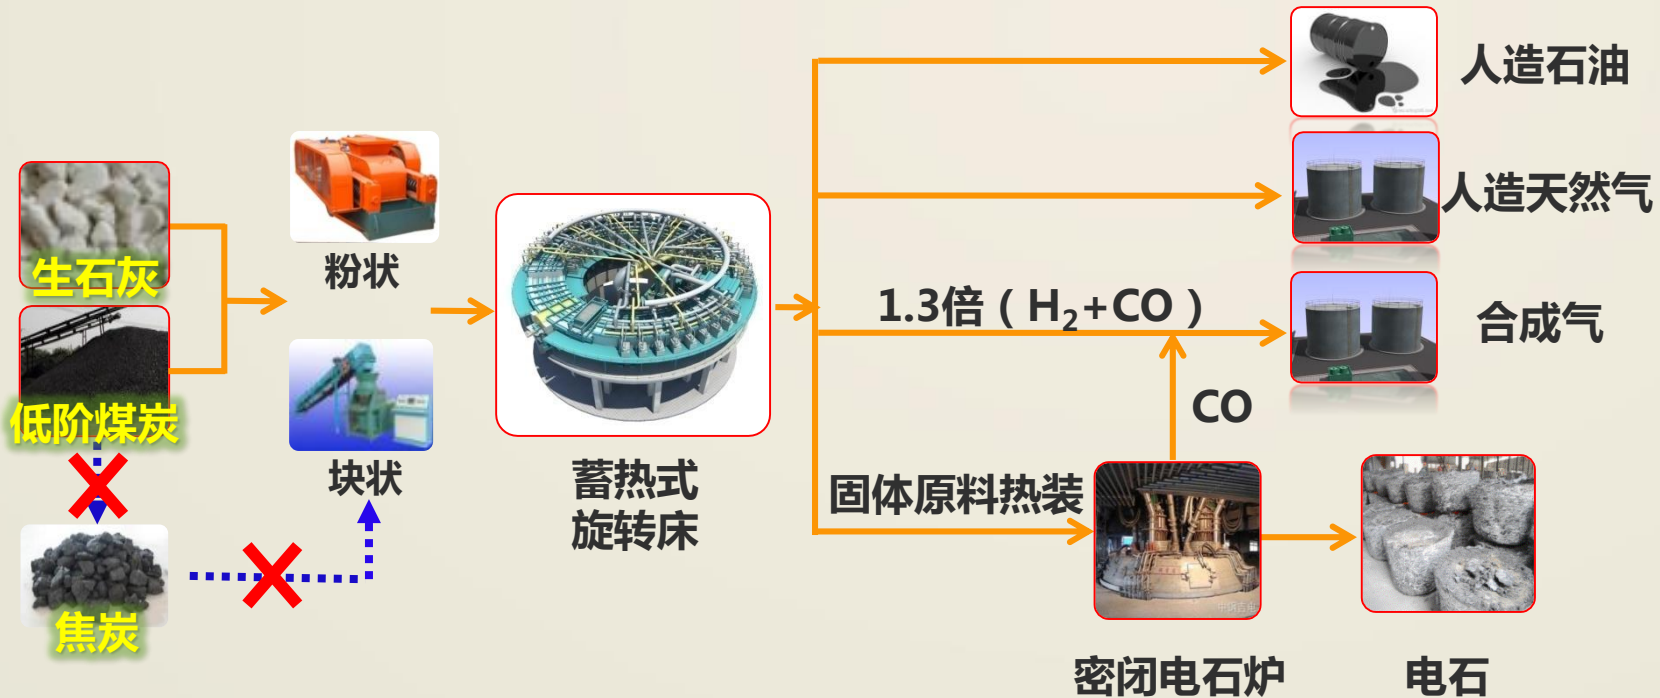 人造石油
人造天然气
生石灰
粉状
1.3倍（H₂+CO）
合成气
低阶煤炭
CO
块状
蓄热式
旋转床
固体原料热装
焦炭
密闭电石炉
电石